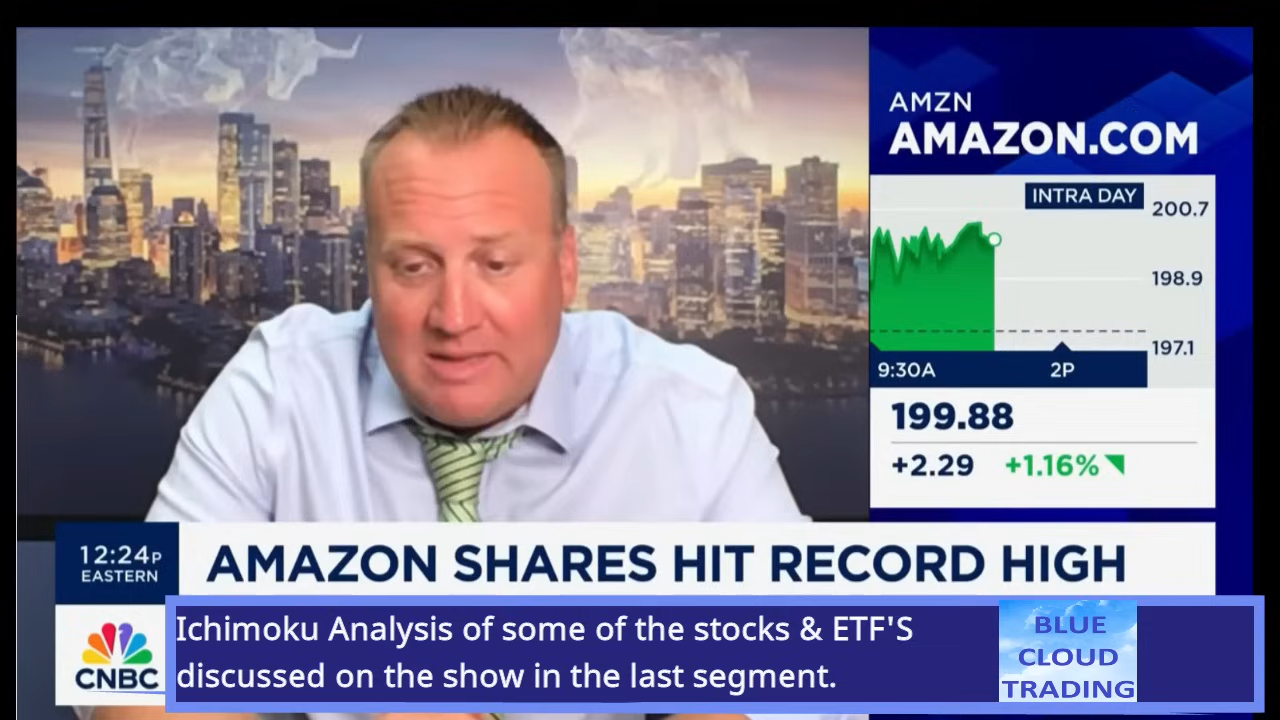 AMZN
AMAZON.COM
INTRA DAY
200.7
198.9
197.1
9:30A 2P
199.88
+2.29 +1.16%
12:24P
EASTERN
AMAZON SHARES HIT RECORD HIGH
CNBC
Ichimoku Analysis of some of the stocks & ETF'S
discussed on the show in the last segment.
BLUE
CLOUD
TRADING